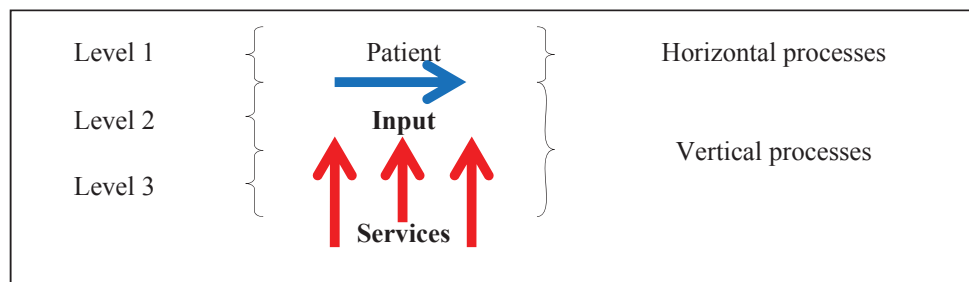 Level 1
Patient
Horizontal processes
Level 2
Input
Vertical processes
Level 3
Services